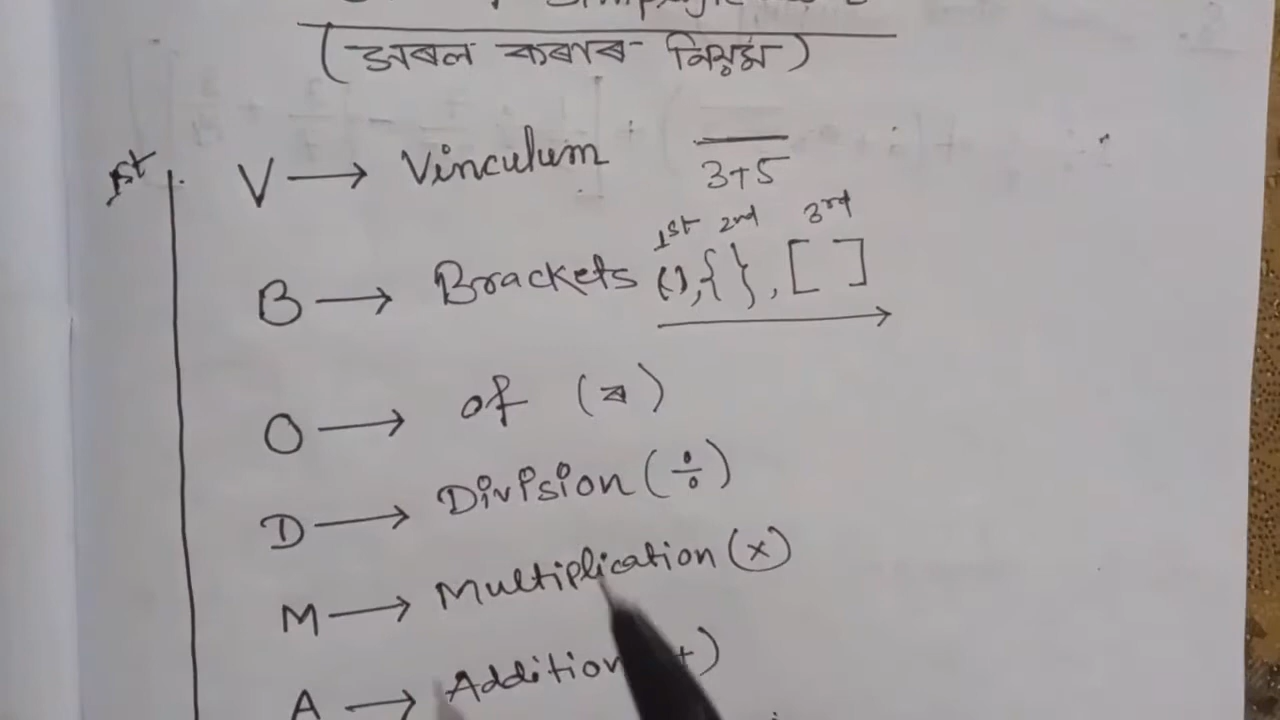 (সৰল কৰাৰ নিয়ম)
1st V → Vinculum 3+5
B → Brackets (), { }, [ ] 1st 2nd 3rd
O → of (ৰ)
D → Division (÷)
M → Multiplication (×)
A → Addition (+)